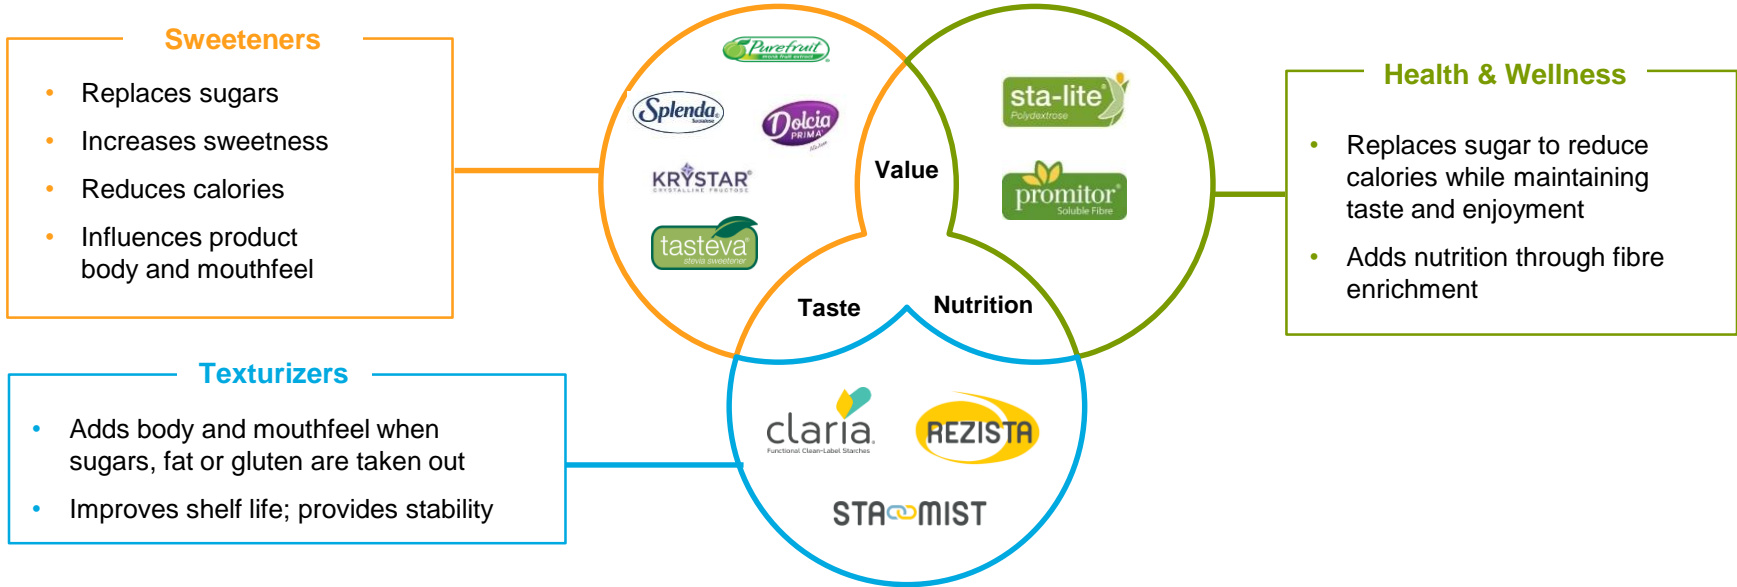 Sweeteners
• Replaces sugars
• Increases sweetness
• Reduces calories
• Influences product
body and mouthfeel
Texturizers
• Adds body and mouthfeel when
sugars, fat or gluten are taken out
• Improves shelf life; provides stability
Purefruit
Splenda
Sucralose
Dolcia
PRIMA
KRYSTAR®
CRYSTALLINE FRUCTOSE
tasteva®
stevia sweetener
Value
Taste
Nutrition
sta-lite®
Polydextrose
promitor®
Soluble Fibre
claria
Functional Clean-Label Starches
REZISTA
STA MIST
Health & Wellness
• Replaces sugar to reduce
calories while maintaining
taste and enjoyment
• Adds nutrition through fibre
enrichment